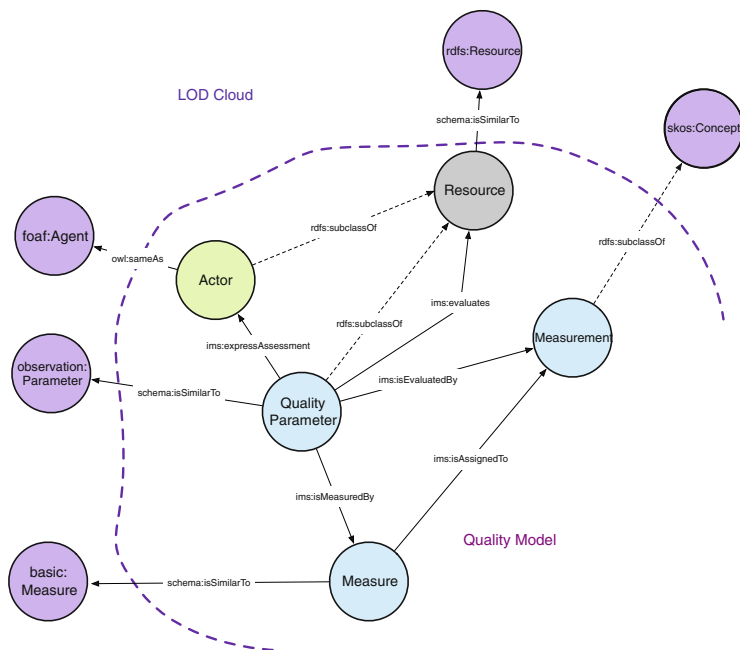 rdfs:Resource
LOD Cloud
schema:isSimilarTo
skos:Concept
Resource
foaf:Agent
rdfs:subclassOf
owl:sameAs
rdfs:subclassOf
Actor
ims:evaluates
rdfs:subclassOf
Measurement
ims:expressAssessment
observation:
Parameter
ims:isEvaluatedBy
schema:isSimilarTo
Quality
Parameter
ims:isAssignedTo
ims:isMeasuredBy
Quality Model
basic:
Measure
schema:isSimilarTo
Measure